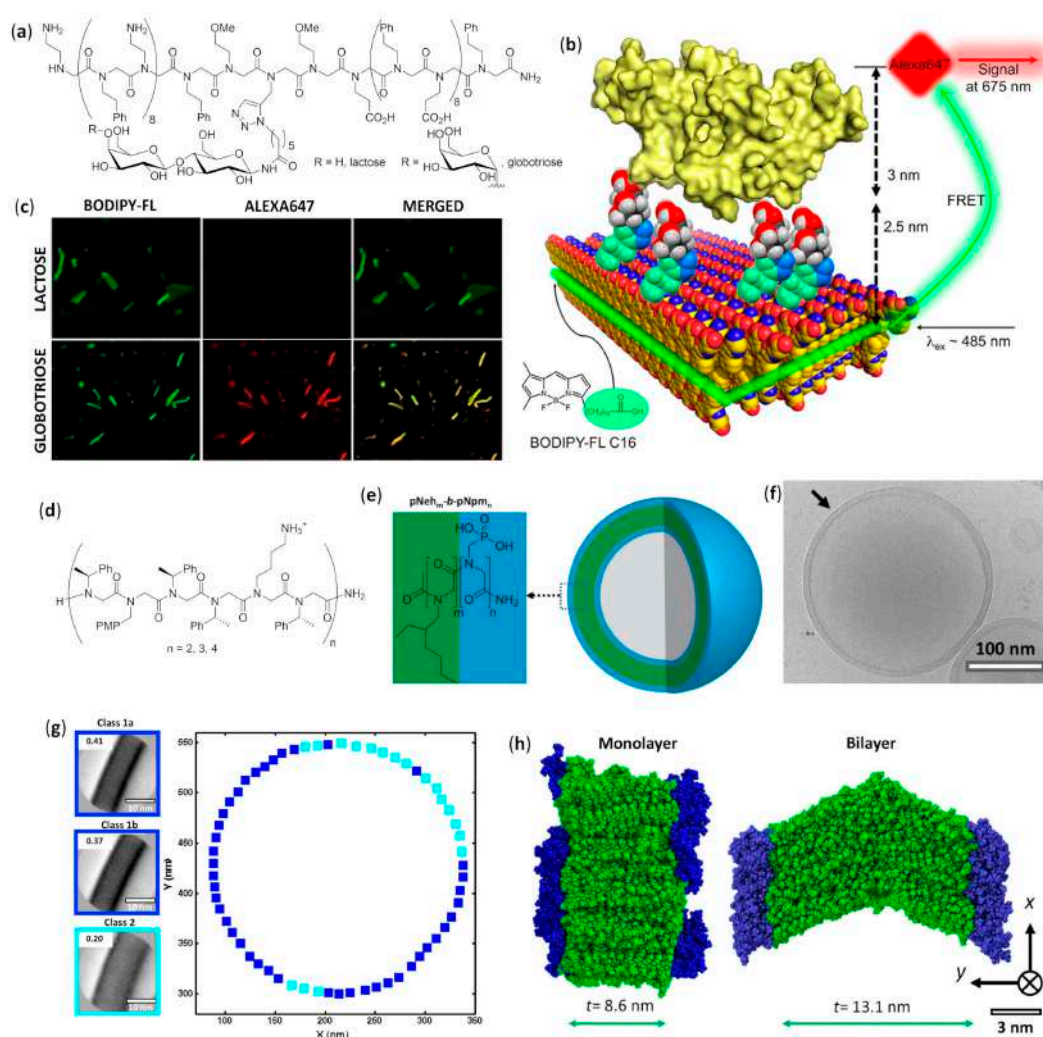 (a)
NH2
NH2
OMe
OMe
Ph
Ph
O
O
O
O
O
O
O
HN
N
N
N
N
N
N
N
N
NH2
8
8
Ph
Ph
CO2H
CO2H
N
N
N
5
R
OH
OH
HO
HO
OH
OH
HN
O
R = H, lactose
R =
, globotriose
(b)
Alexa647
Signal
at 675 nm
3 nm
FRET
2.5 nm
λex ~ 485 nm
BODIPY-FL C16
(c)
BODIPY-FL
ALEXA647
MERGED
LACTOSE
GLOBOTRIOSE
(d)
NH3+
Ph
Ph
O
O
O
H
N
N
N
N
N
N
NH2
O
O
O
PMP
Ph
Ph
n
n = 2, 3, 4
(e)
pNehm-b-pNpmn
O
HO
P
OH
O
N
O
N
O
NH2
m
n
(f)
100 nm
(g)
Class 1a
0.41
10 nm
Class 1b
0.37
10 nm
Class 2
0.20
10 nm
Y (nm)
550
500
450
400
350
300
100
150
200
250
300
350
X (nm)
(h)
Monolayer
Bilayer
t= 8.6 nm
t= 13.1 nm
x
y
3 nm